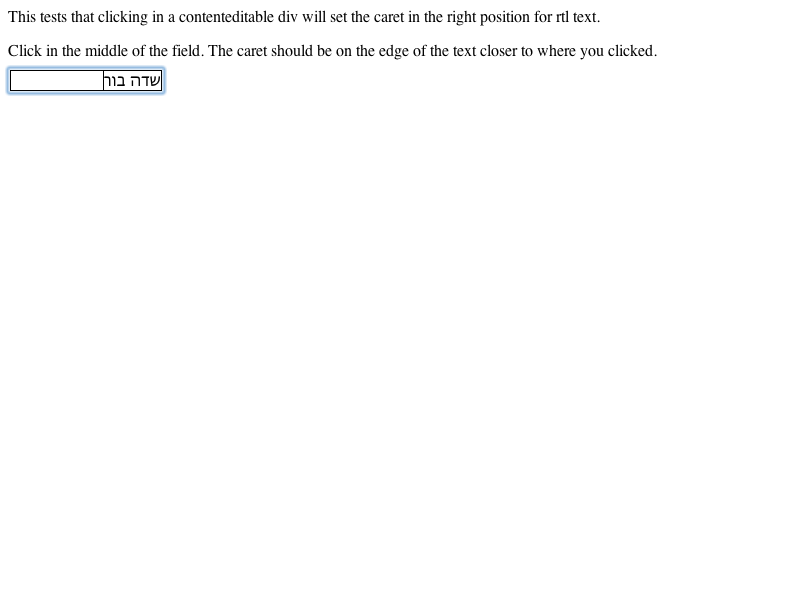 This tests that clicking in a contenteditable div will set the caret in the right position for rtl text.
Click in the middle of the field. The caret should be on the edge of the text closer to where you clicked.
שדה בור